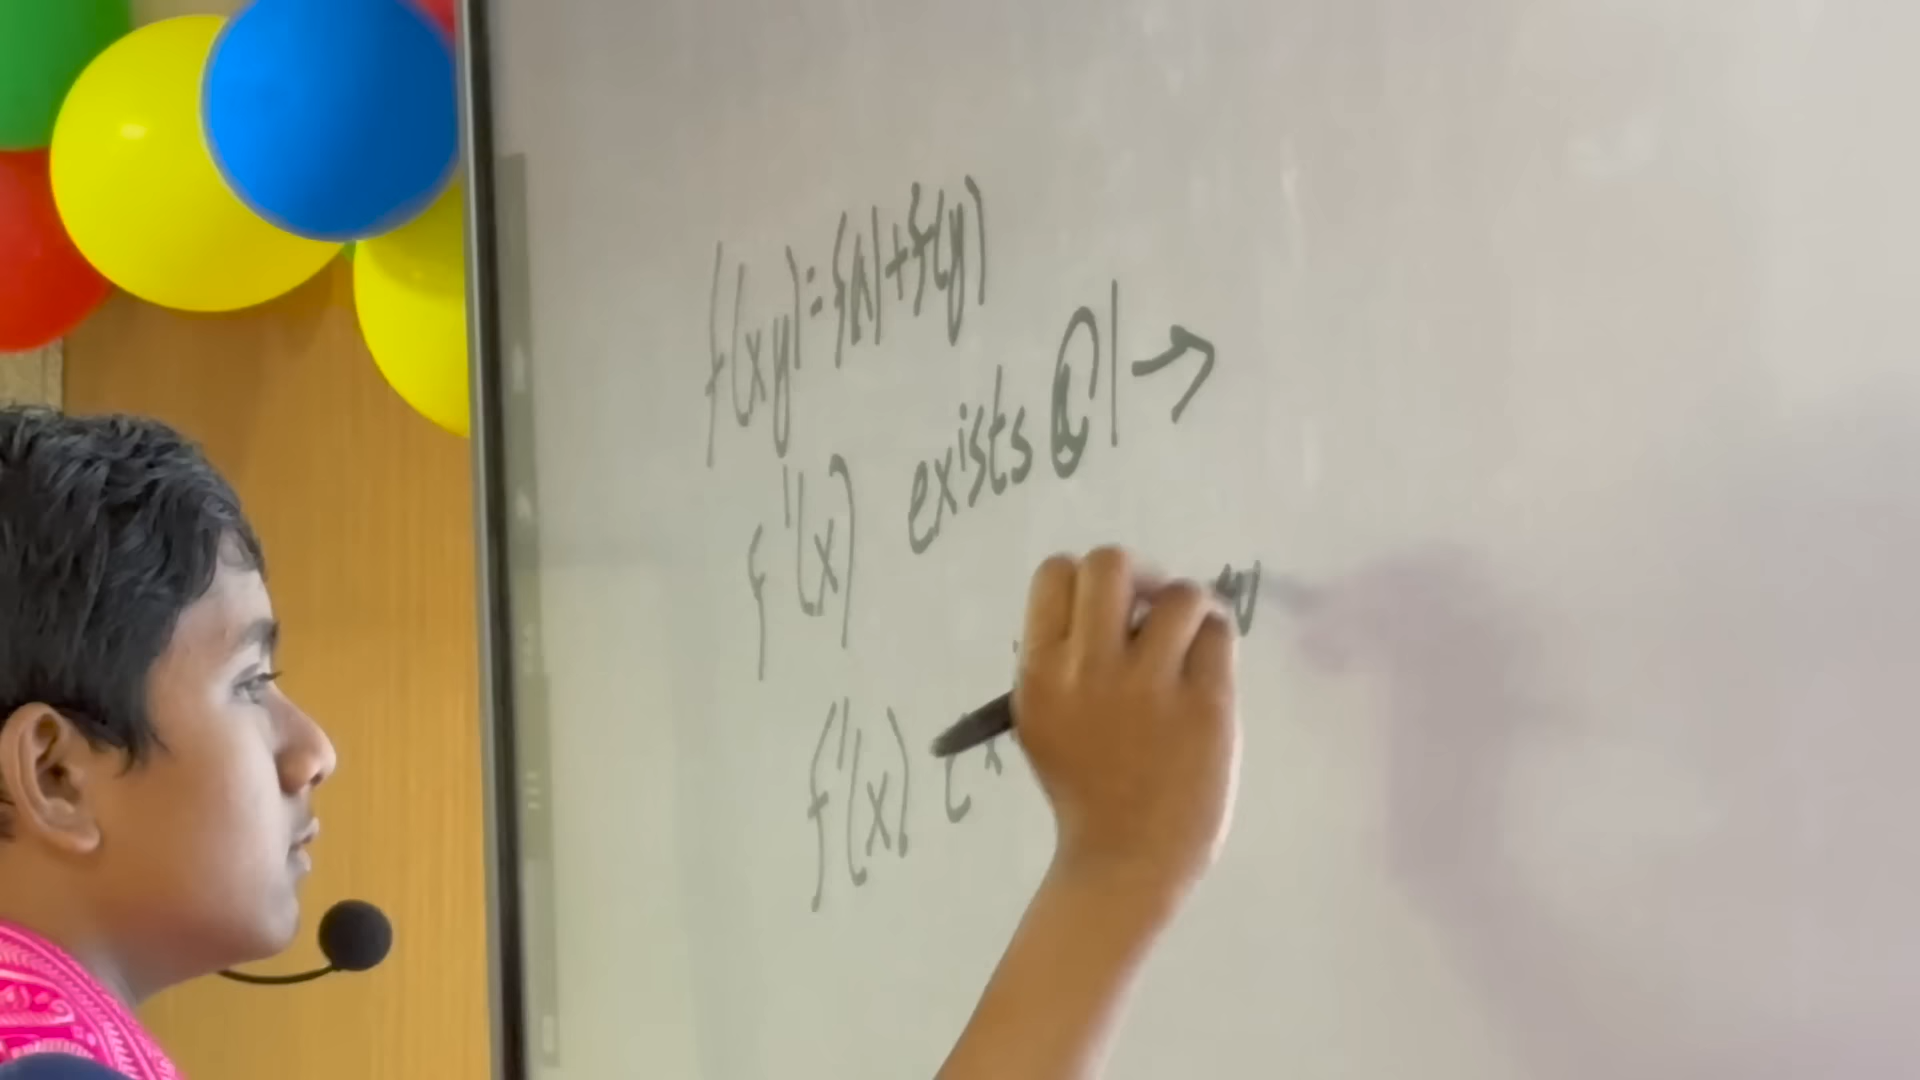 f(xy)=f(x)+f(y)
f'(x) exists @1→
f'(x)